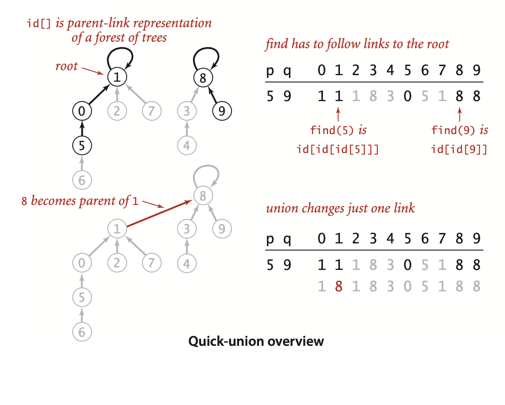 id[] is parent-link representation
of a forest of trees
root
1
8
0
2
7
3
9
5
4
6
find has to follow links to the root
p q 0 1 2 3 4 5 6 7 8 9
5 9 1 1 1 8 3 0 5 1 8 8
find(5) is
id[id[id[5]]]
find(9) is
id[id[9]]
8 becomes parent of 1
8
1
3
9
0
2
7
4
5
6
union changes just one link
p q 0 1 2 3 4 5 6 7 8 9
5 9 1 1 1 8 3 0 5 1 8 8
1 8 1 8 3 0 5 1 8 8
Quick-union overview